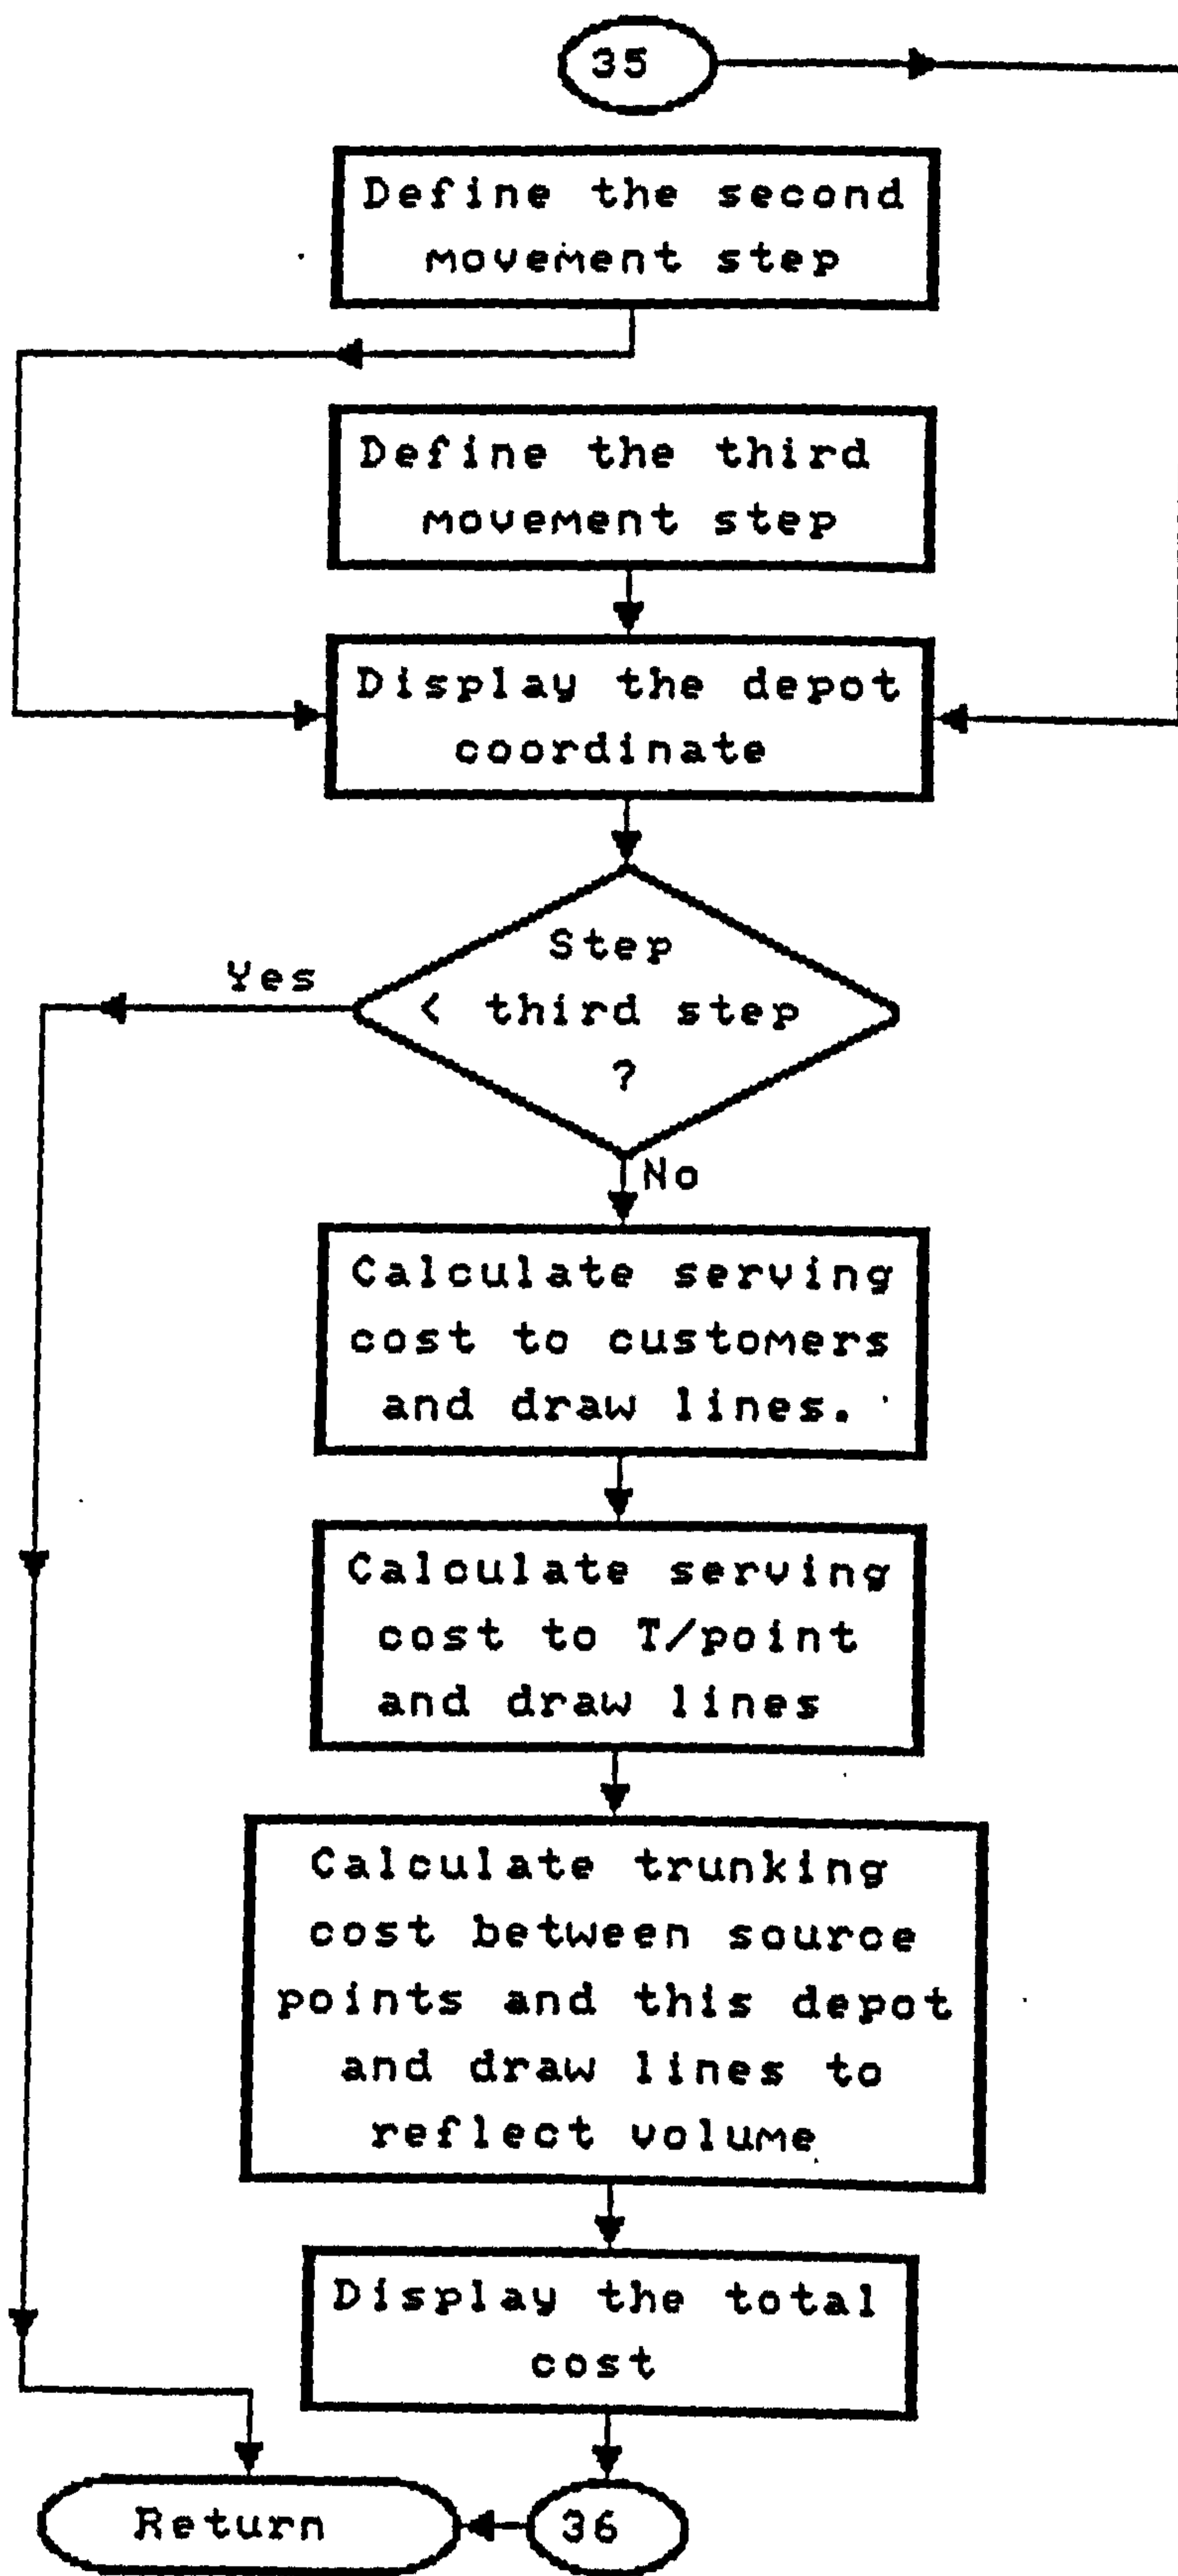 35
Define the second
movement step
Define the third
movement step
Display the depot
coordinate
Step
Yes
< third step
?
No
Calculate serving
cost to customers
and draw lines.
Calculate serving
cost to T/point
and draw lines
Calculate trunking
cost between source
points and this depot
and draw lines to
reflect volume
Display the total
cost
Return
36